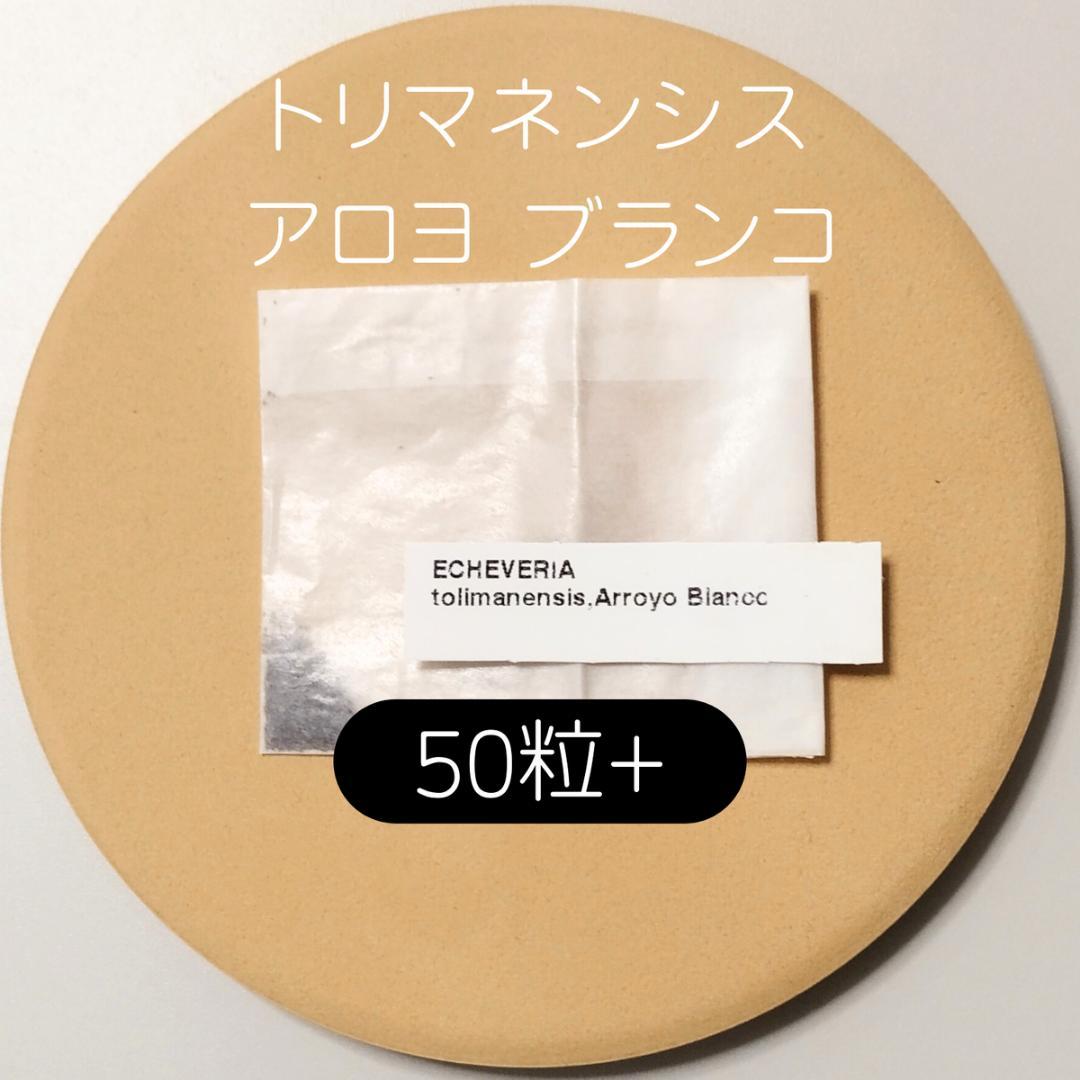 トリマネンシス
アロヨ ブランコ
ECHEVERIA
tolimanensis,Arroyo Blanco
50粒+